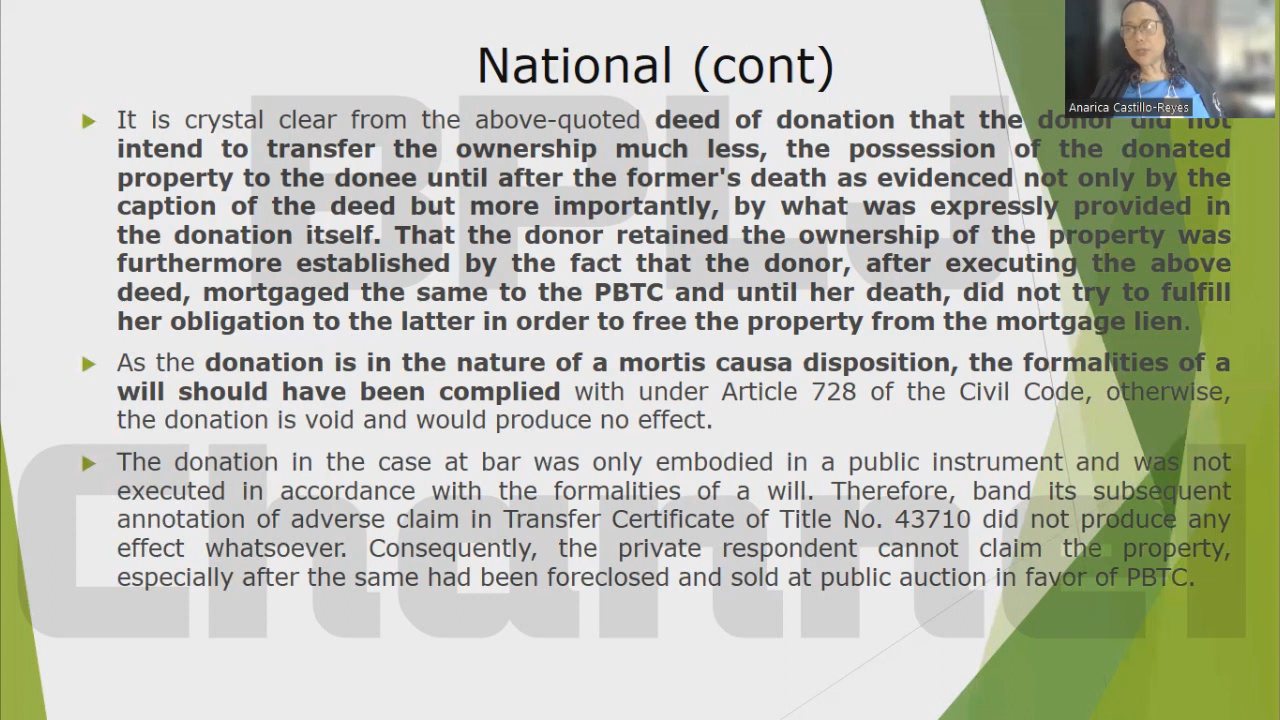 National (cont)
Anarica Castillo-Reyes
It is crystal clear from the above-quoted deed of donation that the donor did not
intend to transfer the ownership much less, the possession of the donated
property to the donee until after the former's death as evidenced not only by the
caption of the deed but more importantly, by what was expressly provided in
the donation itself. That the donor retained the ownership of the property was
furthermore established by the fact that the donor, after executing the above
deed, mortgaged the same to the PBTC and until her death, did not try to fulfill
her obligation to the latter in order to free the property from the mortgage lien.
As the donation is in the nature of a mortis causa disposition, the formalities of a
will should have been complied with under Article 728 of the Civil Code, otherwise,
the donation is void and would produce no effect.
The donation in the case at bar was only embodied in a public instrument and was not
executed in accordance with the formalities of a will. Therefore, band its subsequent
annotation of adverse claim in Transfer Certificate of Title No. 43710 did not produce any
effect whatsoever. Consequently, the private respondent cannot claim the property,
especially after the same had been foreclosed and sold at public auction in favor of PBTC.
BPLJ
Channel